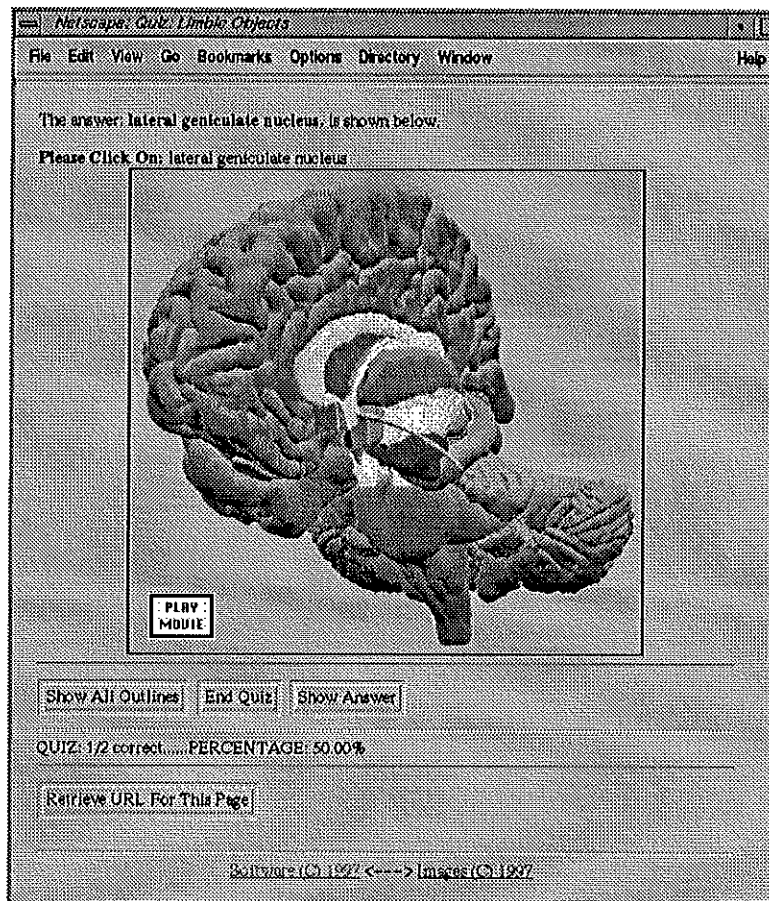 Netscape: Quiz: Limbic Objects
File Edit View Go Bookmarks Options Directory Window Help
The answer: lateral geniculate nucleus, is shown below.
Please Click On: lateral geniculate nucleus
PLAY
MOVIE
Show All Outlines End Quiz Show Answer
QUIZ: 1/2 correct.....PERCENTAGE: 50.00%
Retrieve URL For This Page
Software (C) 1997 <----> Images (C) 1997